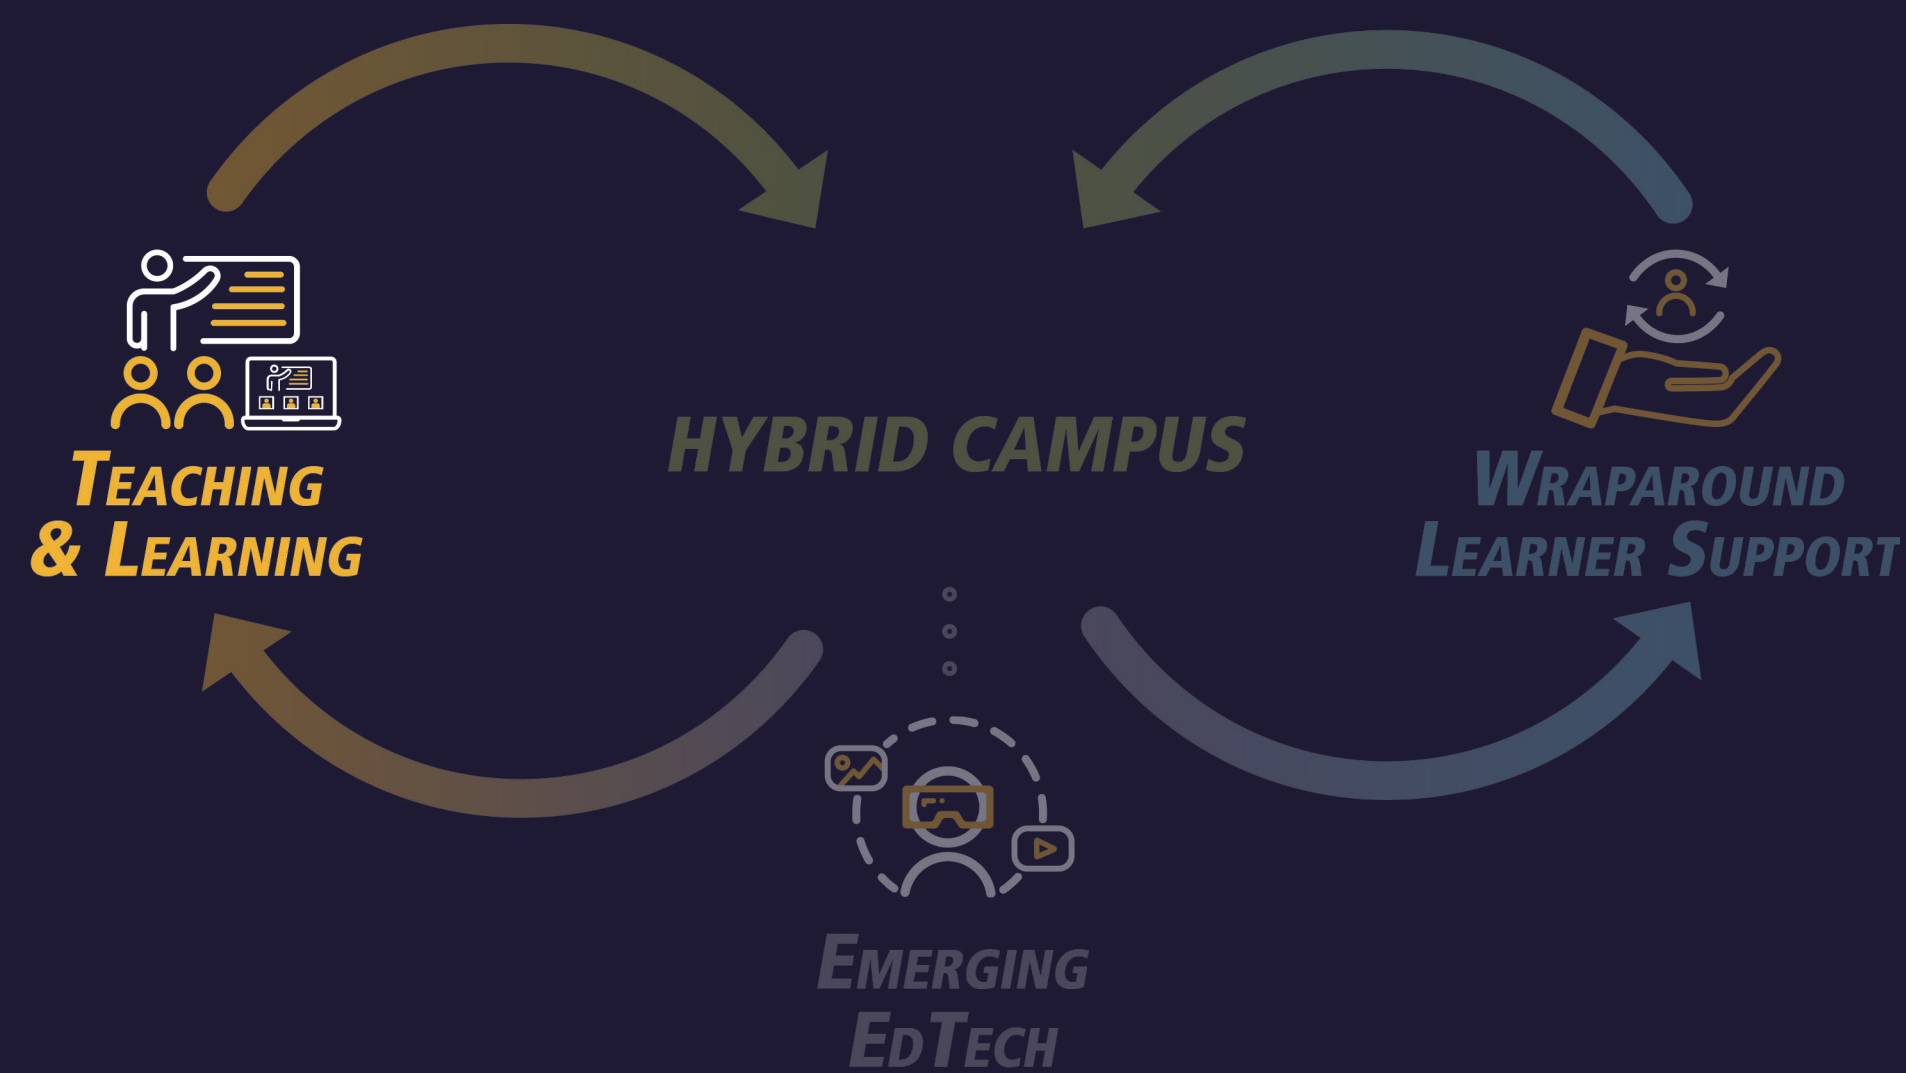 Teaching
& Learning
HYBRID CAMPUS
Wraparound
Learner Support
Emerging
EdTech